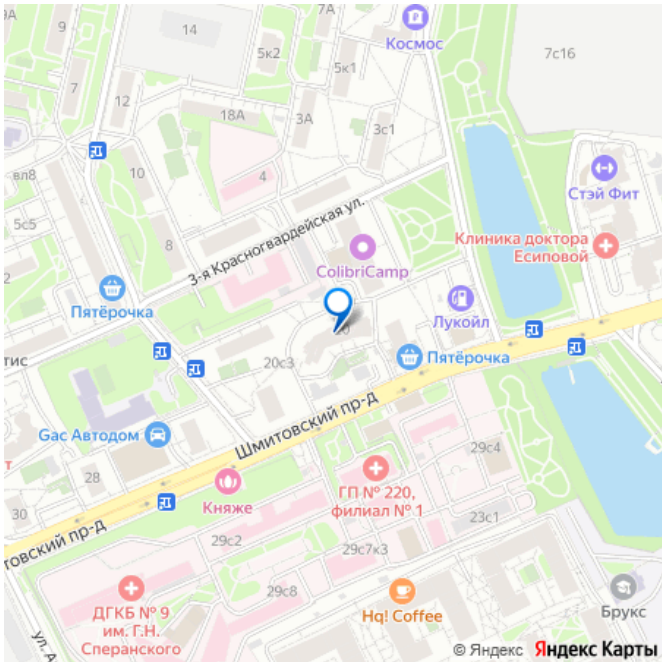 14
9
5к2
Космос
7с16
7
5к1
12
18А
3А
3с1
вл8
10
4
Стэй Фит
5с5
8
3-я Красногвардейская ул.
Клиника доктора
Есиповой
ColibriCamp
Пятёрочка
Лукойл
тис
20с3
Пятёрочка
Шмитовский пр-д
Gac Автодом
29с4
28
ГП № 220,
филиал № 1
Княже
30
23с1
товский пр-д
29с2
29с7к3
29с8
ДГКБ № 9
им. Г.Н.
Сперанского
Hq! Coffee
Брукс
ул. А
© Яндекс Яндекс Карты